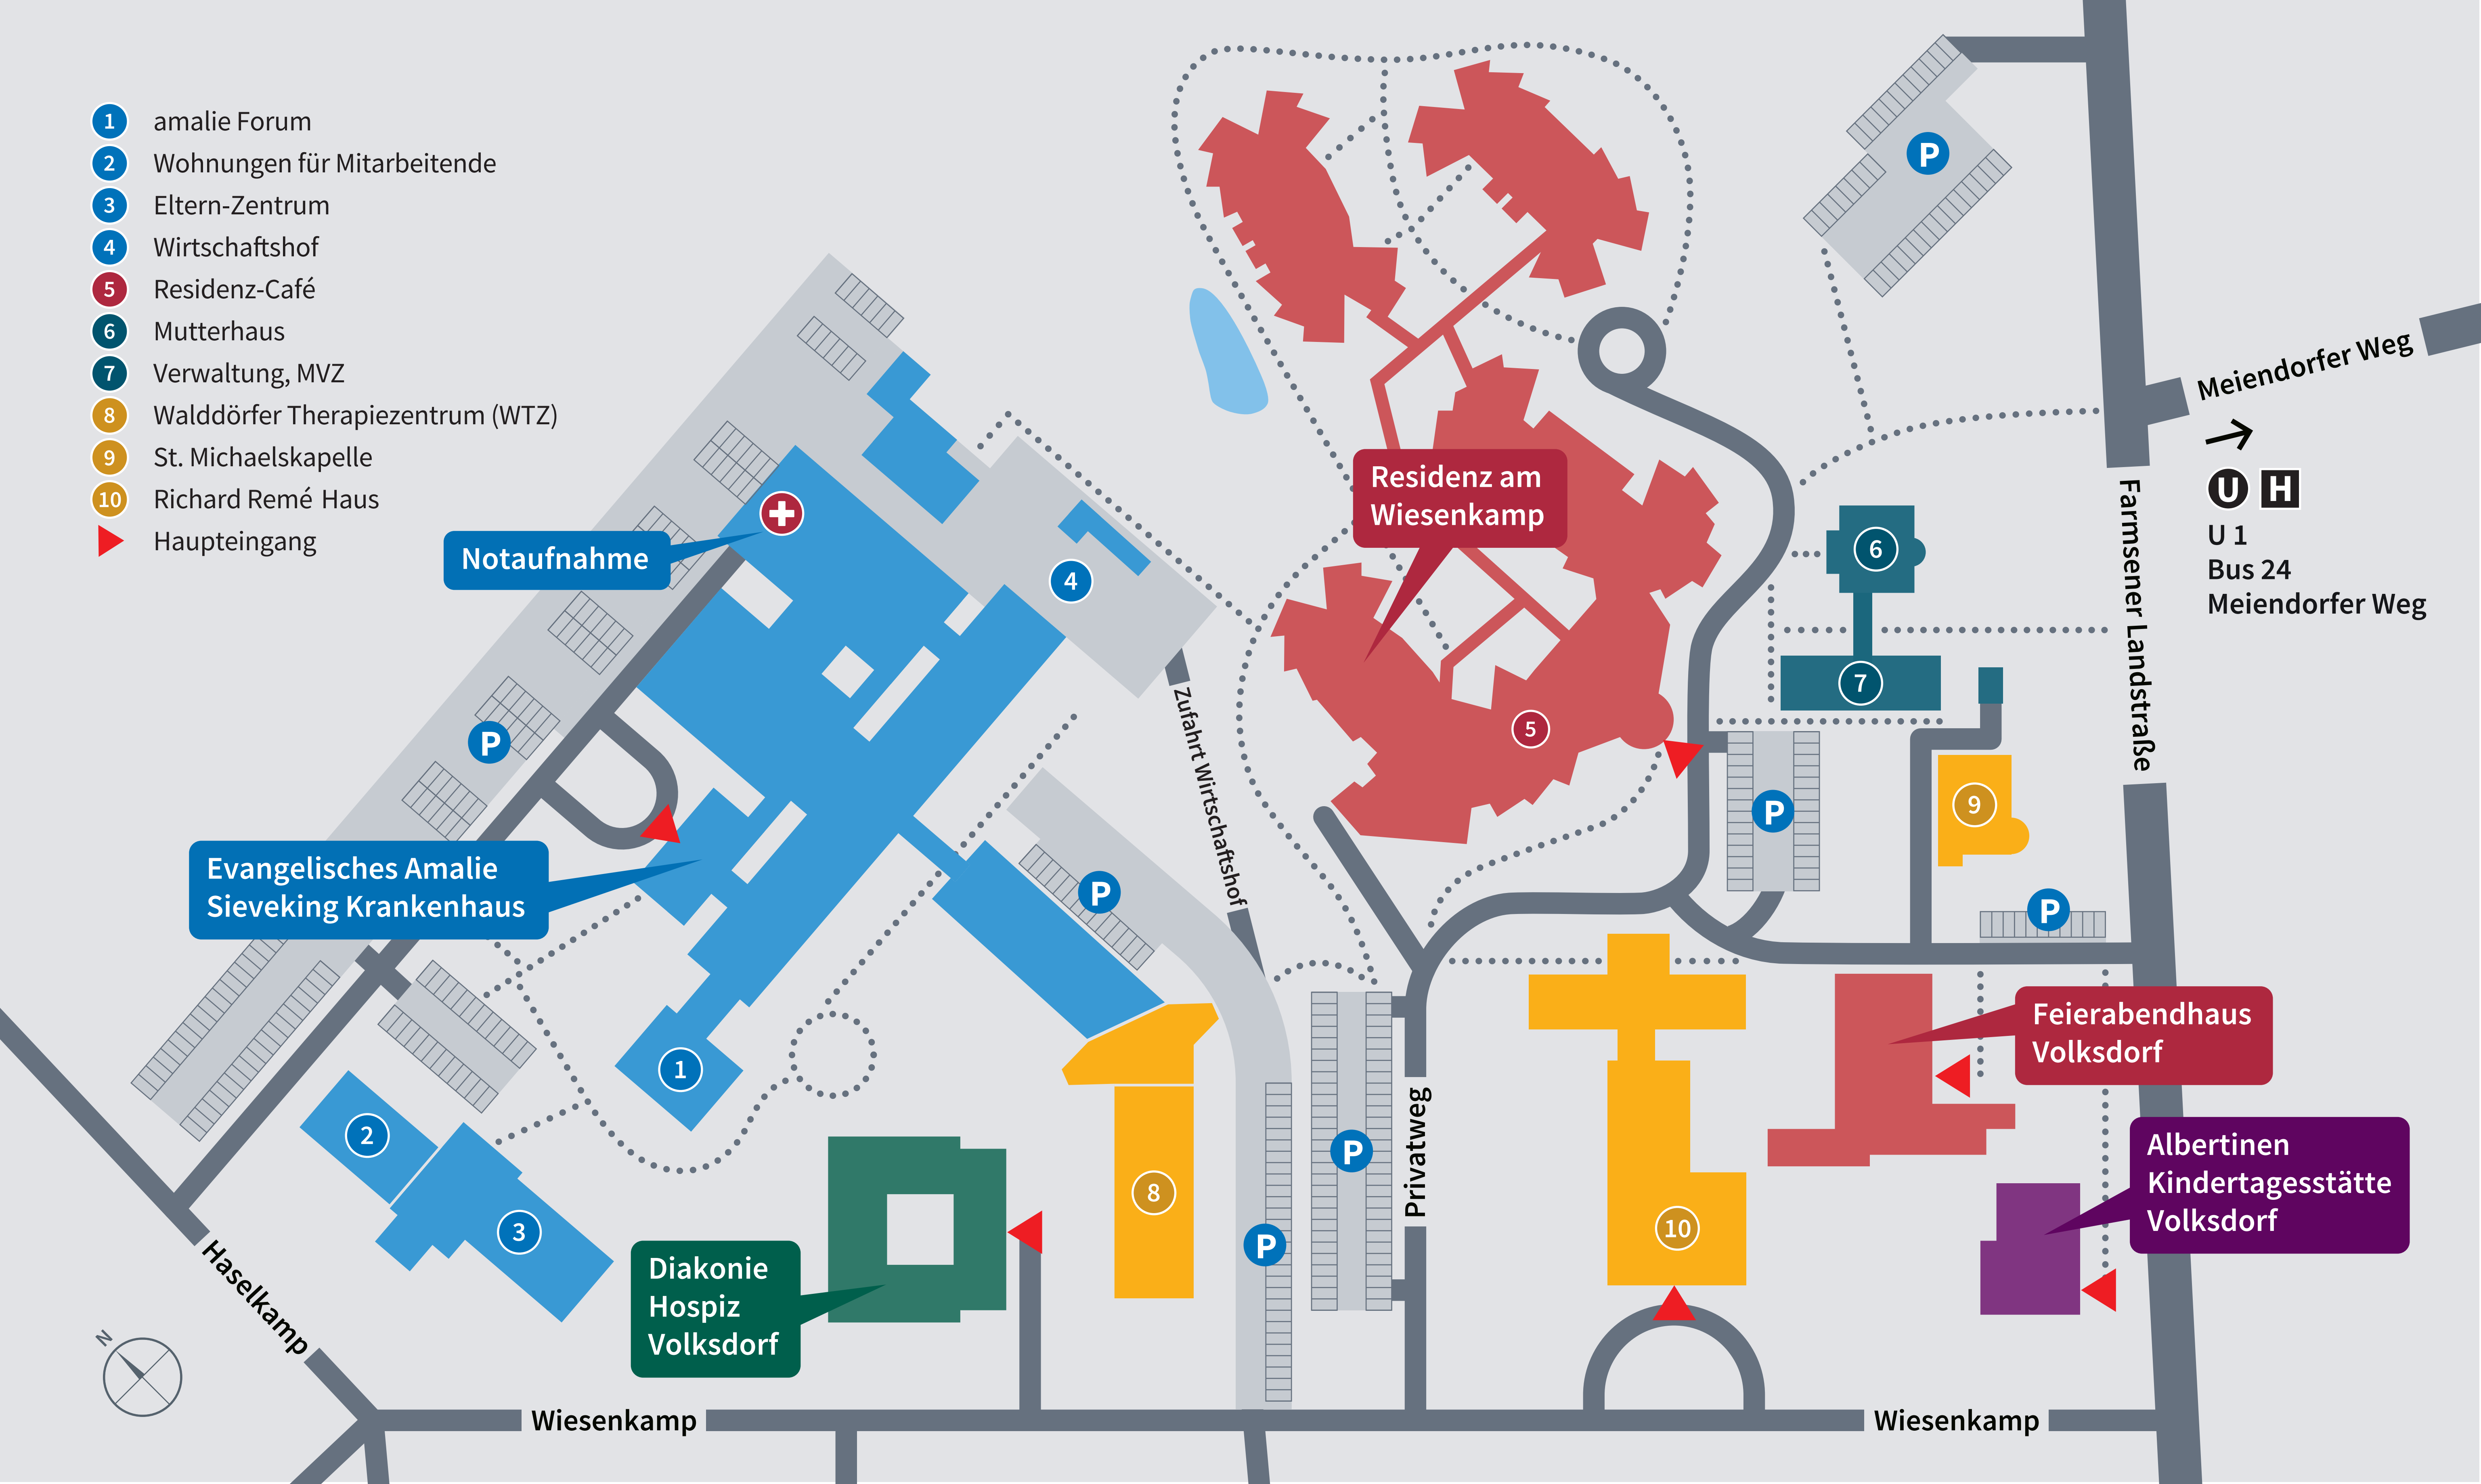 1 amalie Forum
2 Wohnungen für Mitarbeitende
3 Eltern-Zentrum
4 Wirtschaftshof
5 Residenz-Café
6 Mutterhaus
7 Verwaltung, MVZ
8 Walddörfer Therapiezentrum (WTZ)
9 St. Michaelskapelle
10 Richard Remé Haus
Haupteingang
P
Meiendorfer Weg
U H
U 1
Bus 24
Meiendorfer Weg
Farmsener Landstraße
Residenz am
Wiesenkamp
Notaufnahme
4
6
7
5
P
Zufahrt Wirtschaftshof
P
9
Evangelisches Amalie
Sieveking Krankenhaus
P
P
Feierabendhaus
Volksdorf
1
2
3
8
P
P
Privatweg
10
Albertinen
Kindertagesstätte
Volksdorf
Diakonie
Hospiz
Volksdorf
Haselkamp
N
Wiesenkamp
Wiesenkamp